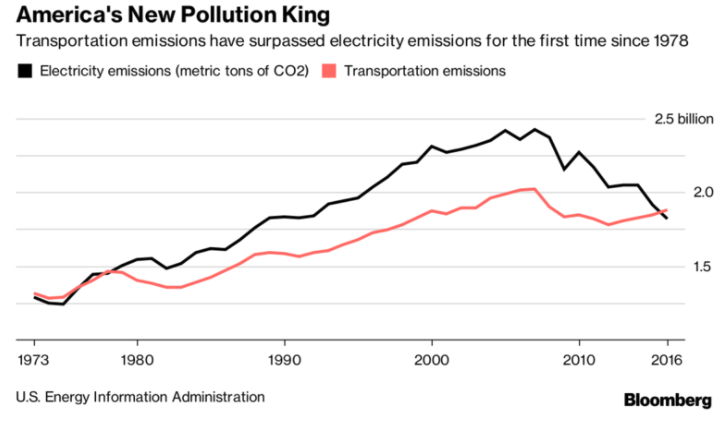 America's New Pollution King
Transportation emissions have surpassed electricity emissions for the first time since 1978
Electricity emissions (metric tons of CO2) Transportation emissions
2.5 billion
2.0
1.5
1973 1980 1990 2000 2010 2016
U.S. Energy Information Administration Bloomberg